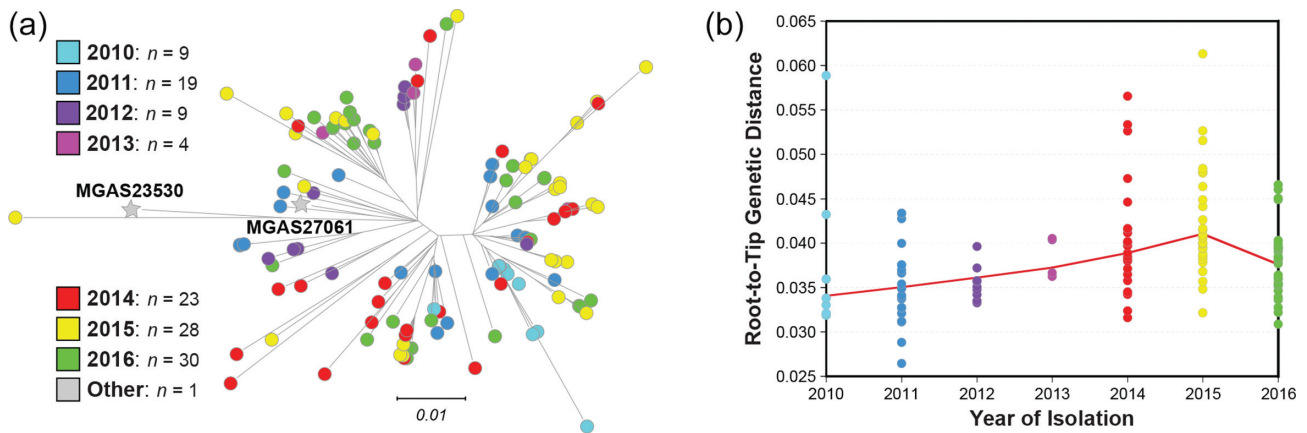 (a)
2010: n = 9
2011: n = 19
2012: n = 9
2013: n = 4
MGAS23530
MGAS27061
2014: n = 23
2015: n = 28
2016: n = 30
Other: n = 1
0.01
(b)
Root-to-Tip Genetic Distance
0.065
0.060
0.055
0.050
0.045
0.040
0.035
0.030
0.025
2010 2011 2012 2013 2014 2015 2016
Year of Isolation